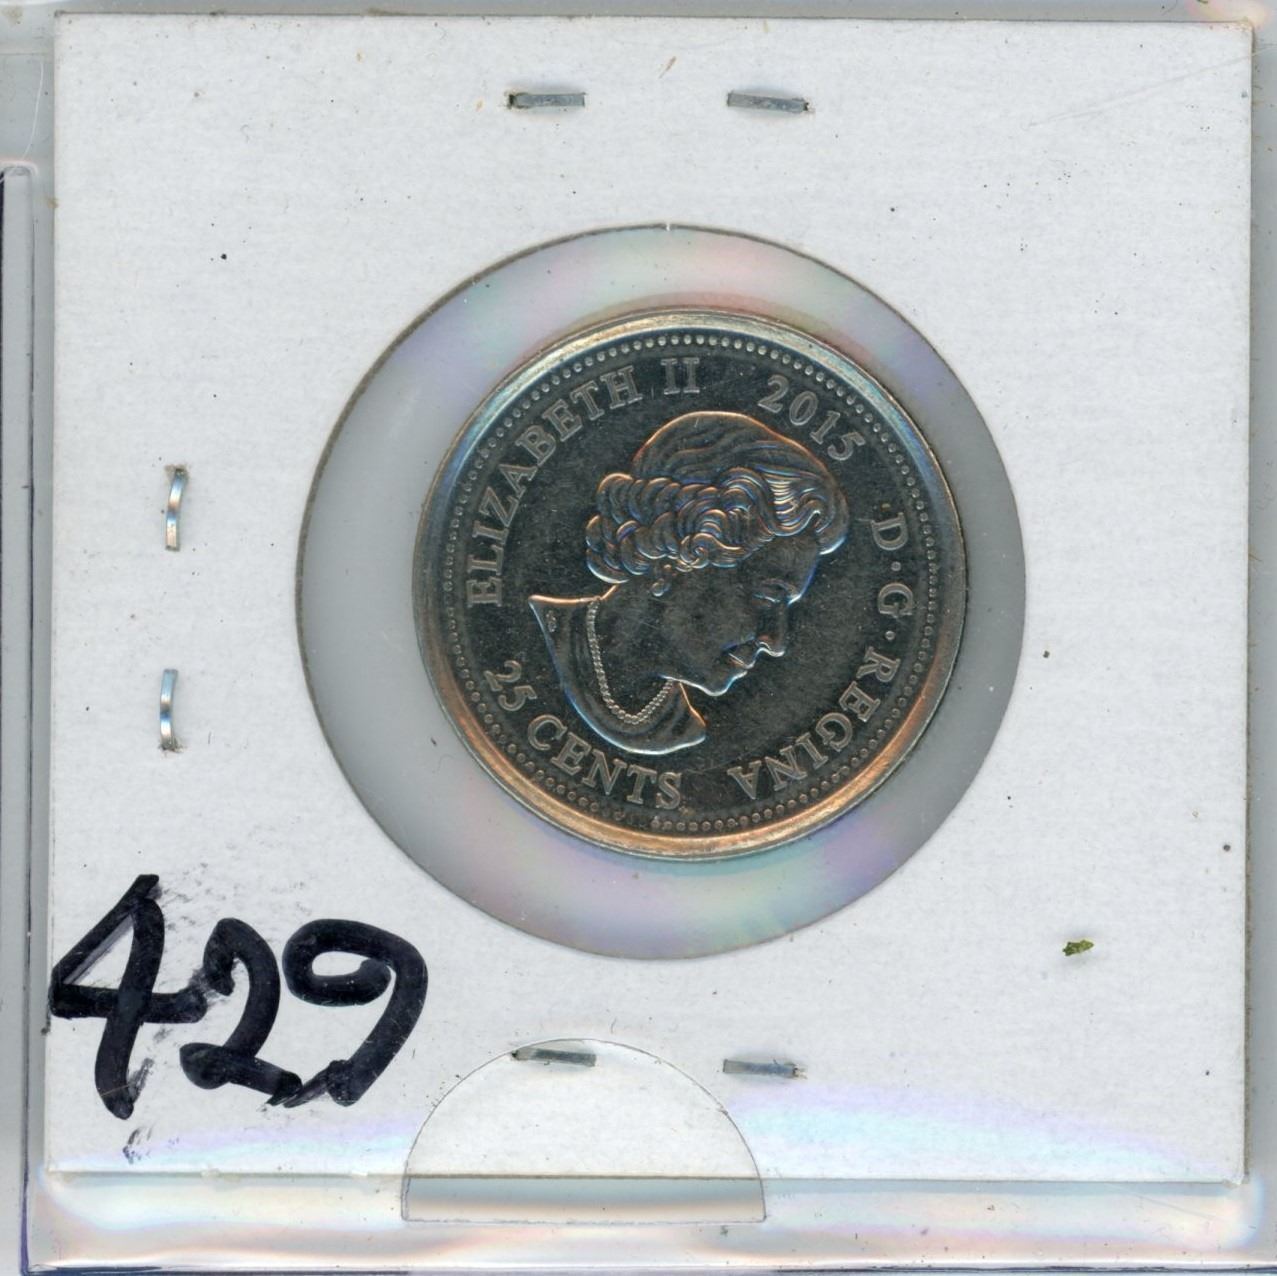 ELIZABETH II 2015 D·G·REGINA
25 CENTS
429